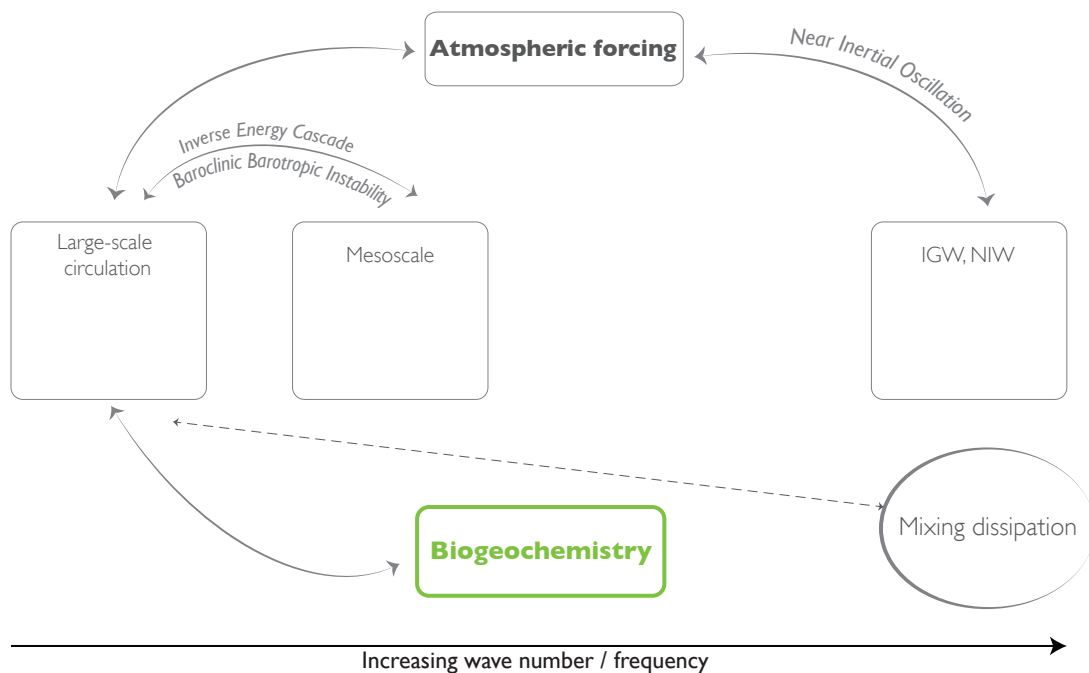 Atmospheric forcing
Near Inertial Oscillation
Inverse Energy Cascade
Baroclinic Barotropic Instability
Large-scale
circulation
Mesoscale
IGW, NIW
Mixing dissipation
Biogeochemistry
Increasing wave number / frequency